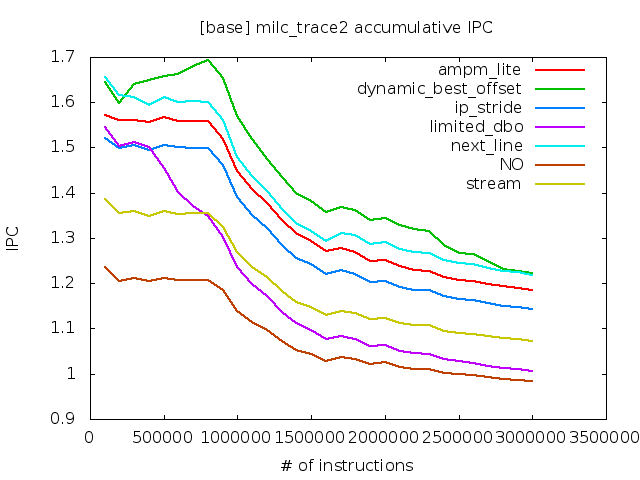 [base] milc_trace2 accumulative IPC
1.7
1.6
1.5
1.4
1.3
1.2
1.1
1
0.9
IPC
ampm_lite
dynamic_best_offset
ip_stride
limited_dbo
next_line
NO
stream
0 500000 1000000 1500000 2000000 2500000 3000000 3500000
# of instructions